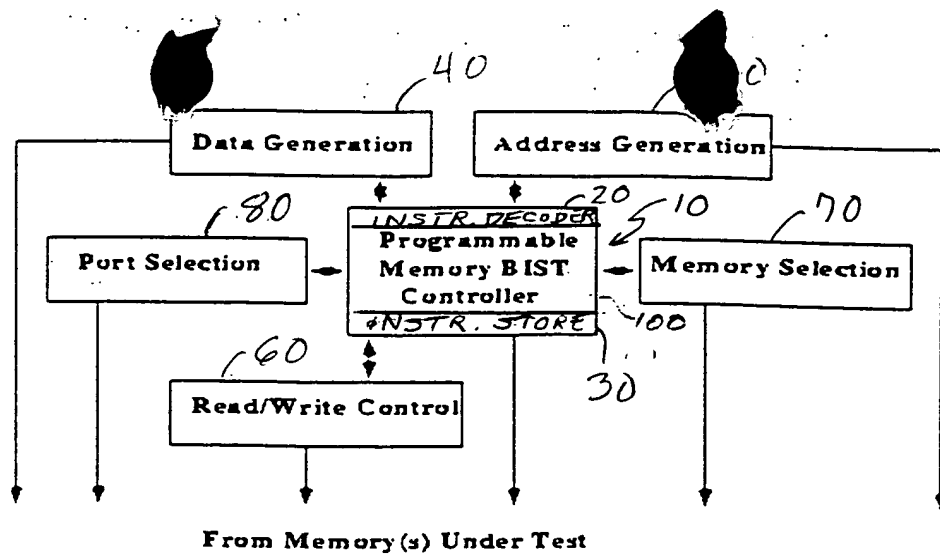 40
Data Generation
Address Generation
80
20
10
70
INSTR. DECODER
Port Selection
Programmable
Memory BIST
Controller
Memory Selection
INSTR. STORE
100
60
30
Read/Write Control
From Memory(s) Under Test